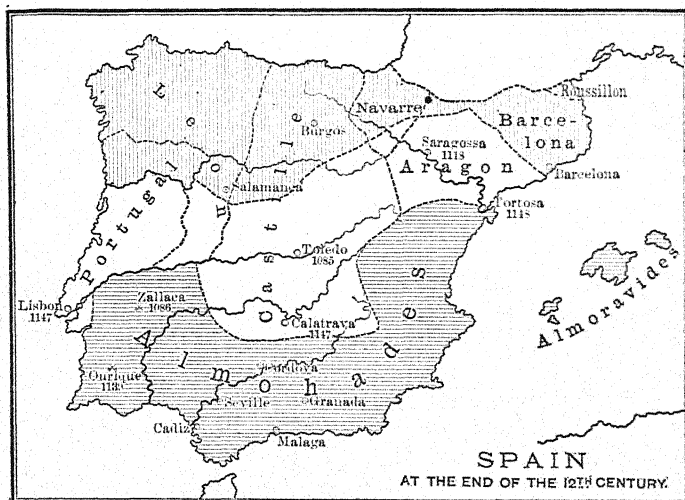 Leon
Castille
Navarre
Roussillon
Barce-
lona
Burgos
Saragossa
1118
Aragon
Barcelona
Salamanca
Portugal
Tortosa
1148
Toledo
1085
Lisbon
1147
Zallaca
1086
Calatrava
1147
Almoravides
Almohades
Cordova
Ourique
1139
Seville
Granada
Cadiz
Malaga
SPAIN
AT THE END OF THE 12TH CENTURY.